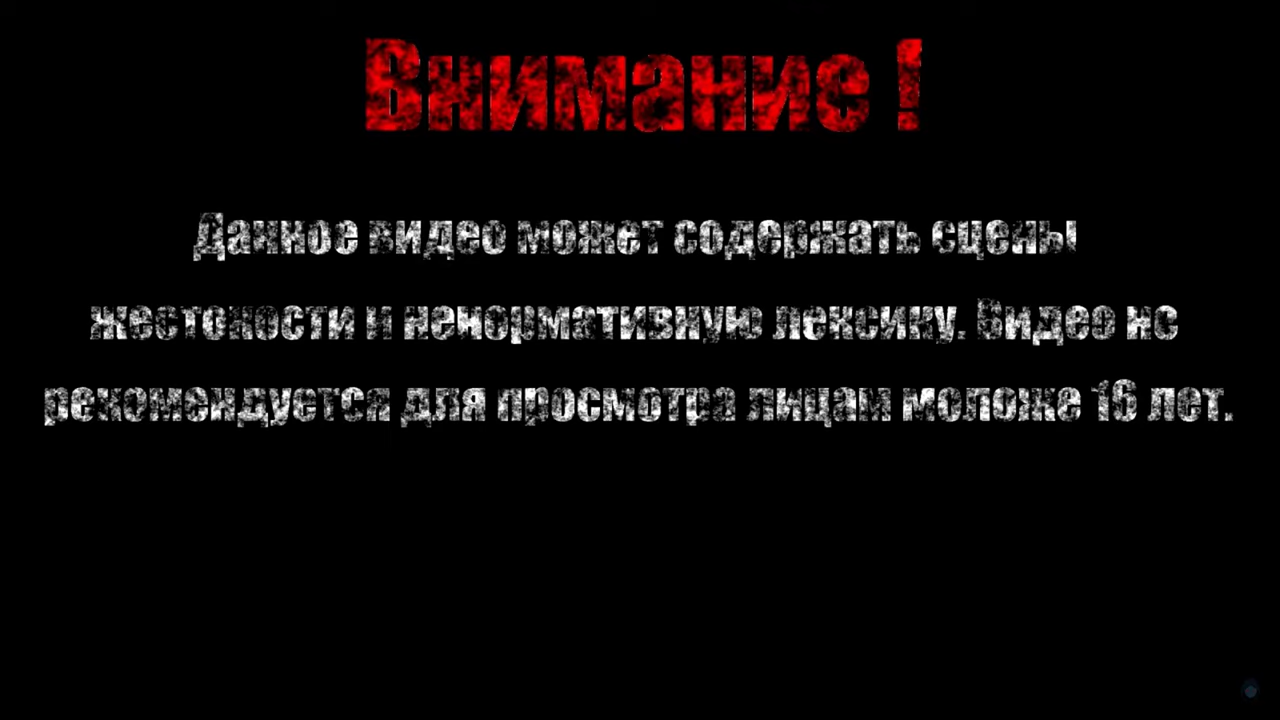 Внимание !
Данное видео может содержать сцены
жестокости и ненормативную лексику. Видео не
рекомендуется для просмотра лицам моложе 16 лет.